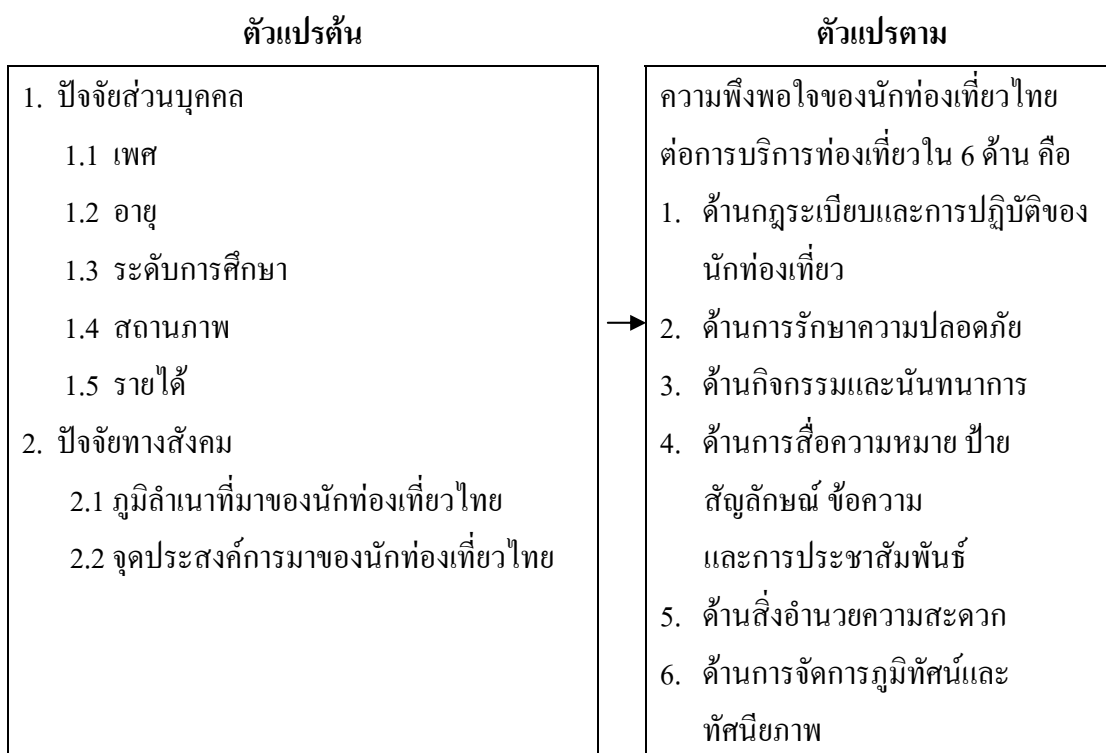 ตัวแปรต้น
1. ปัจจัยส่วนบุคคล
1.1 เพศ
1.2 อายุ
1.3 ระดับการศึกษา
1.4 สถานภาพ
1.5 รายได้
2. ปัจจัยทางสังคม
2.1 ภูมิลำเนาที่มาของนักท่องเที่ยวไทย
2.2 จุดประสงค์การมาของนักท่องเที่ยวไทย
ตัวแปรตาม
ความพึงพอใจของนักท่องเที่ยวไทย
ต่อการบริการท่องเที่ยวใน 6 ด้าน คือ
1. ด้านกฎระเบียบและการปฏิบัติของ
นักท่องเที่ยว
2. ด้านการรักษาความปลอดภัย
3. ด้านกิจกรรมและนันทนาการ
4. ด้านการสื่อความหมาย ป้าย
สัญลักษณ์ ข้อความ
และการประชาสัมพันธ์
5. ด้านสิ่งอำนวยความสะดวก
6. ด้านการจัดการภูมิทัศน์และ
ทัศนียภาพ